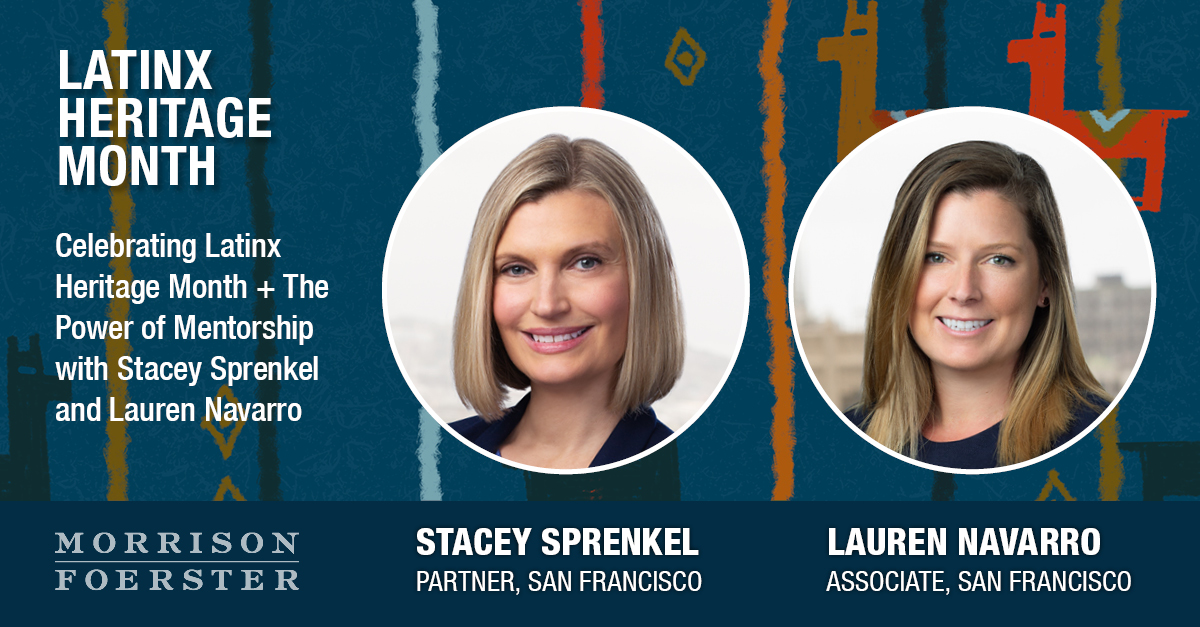 LATINX
HERITAGE
MONTH
Celebrating Latinx
Heritage Month + The
Power of Mentorship
with Stacey Sprenkel
and Lauren Navarro
MORRISON
FOERSTER
STACEY SPRENKEL
PARTNER, SAN FRANCISCO
LAUREN NAVARRO
ASSOCIATE, SAN FRANCISCO